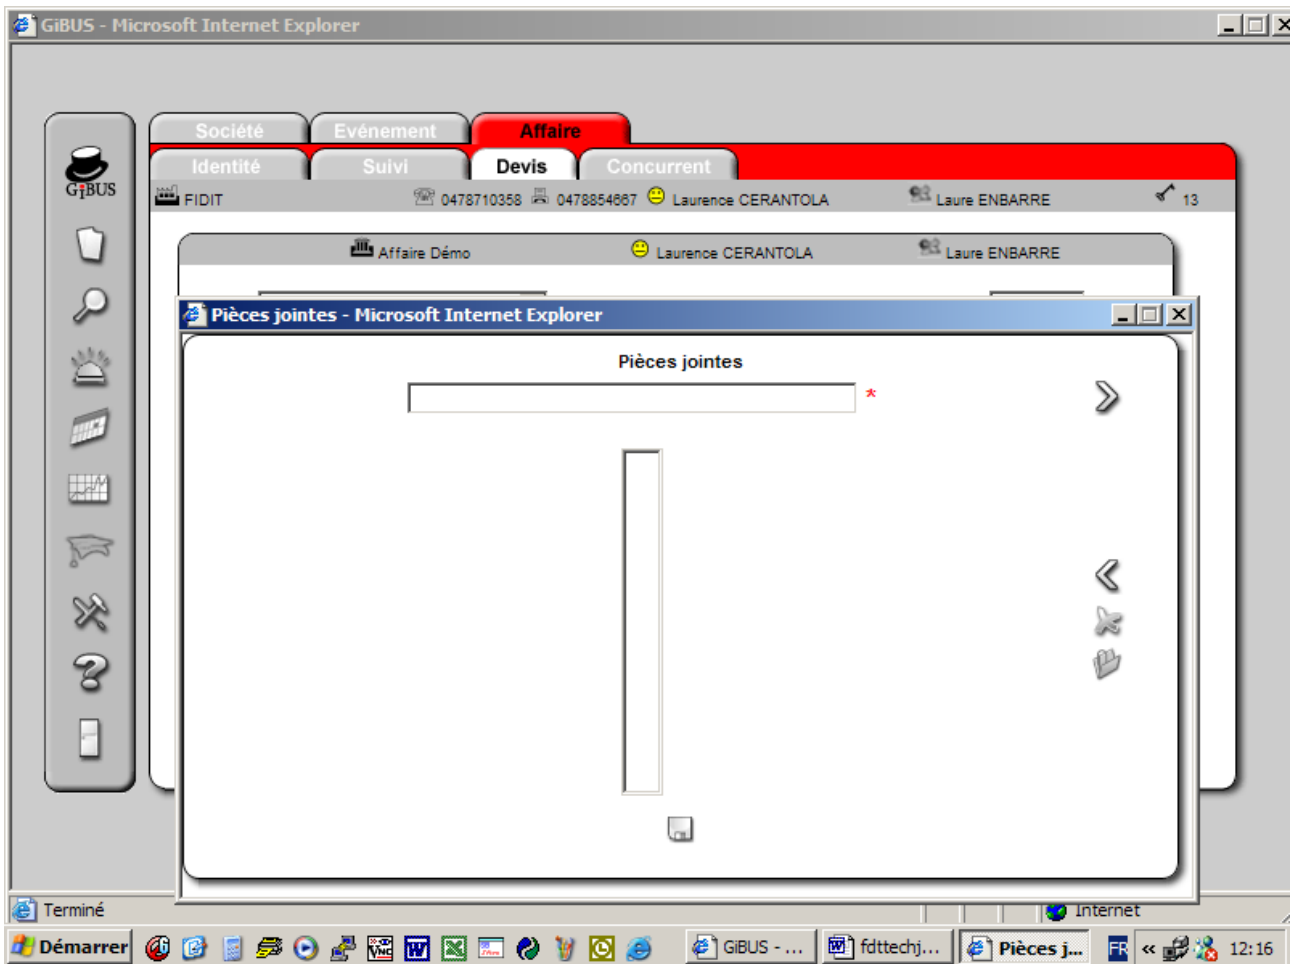 GiBUS - Microsoft Internet Explorer
Société Evénement Affaire
Identité Suivi Devis Concurrent
GiBUS
FIDIT 0478710358 0478854667 Laurence CERANTOLA Laure ENBARRE 13
Affaire Démo Laurence CERANTOLA Laure ENBARRE
Pièces jointes - Microsoft Internet Explorer
Pièces jointes
*
Terminé Internet
Démarrer GiBUS - ... fdttechj... Pièces j... FR « 12:16